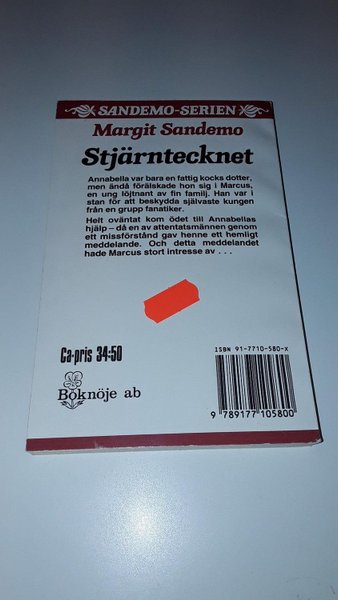 SANDEMO-SERIEN
Margit Sandemo
Stjärntecknet
Annabella var bara en fattig kocks dotter,
men ändå förälskade hon sig i Marcus,
en ung löjtnant av fin familj. Han var i
stan för att beskydda självaste kungen
från en grupp fanatiker.
Helt oväntat kom ödet till Annabellas
hjälp – då en av attentatsmännen genom
ett missförstånd gav henne ett hemligt
meddelande. Och detta meddelandet
hade Marcus stort intresse av . . .
Ca-pris 34:50
Boknöje ab
ISBN 91-7710-580-X
9 789177 105800